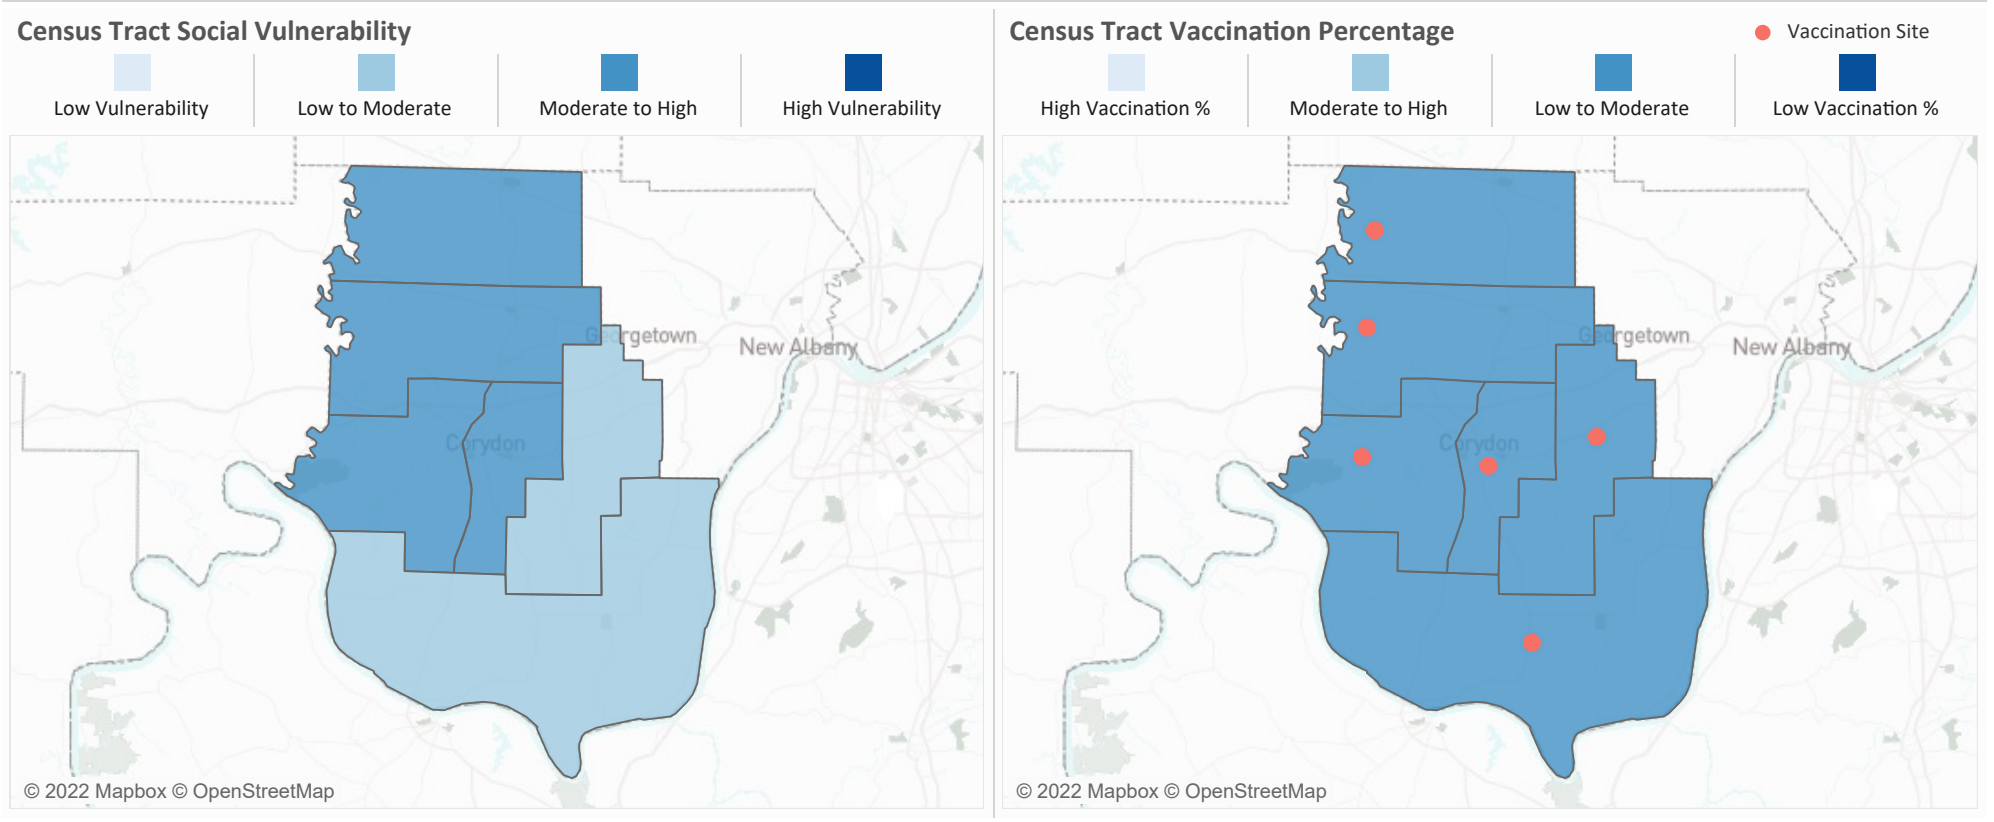 Census Tract Social Vulnerability
Low Vulnerability
Low to Moderate
Moderate to High
High Vulnerability
Georgetown
New Albany
Corydon
© 2022 Mapbox © OpenStreetMap
Census Tract Vaccination Percentage
Vaccination Site
High Vaccination %
Moderate to High
Low to Moderate
Low Vaccination %
Georgetown
New Albany
Corydon
© 2022 Mapbox © OpenStreetMap